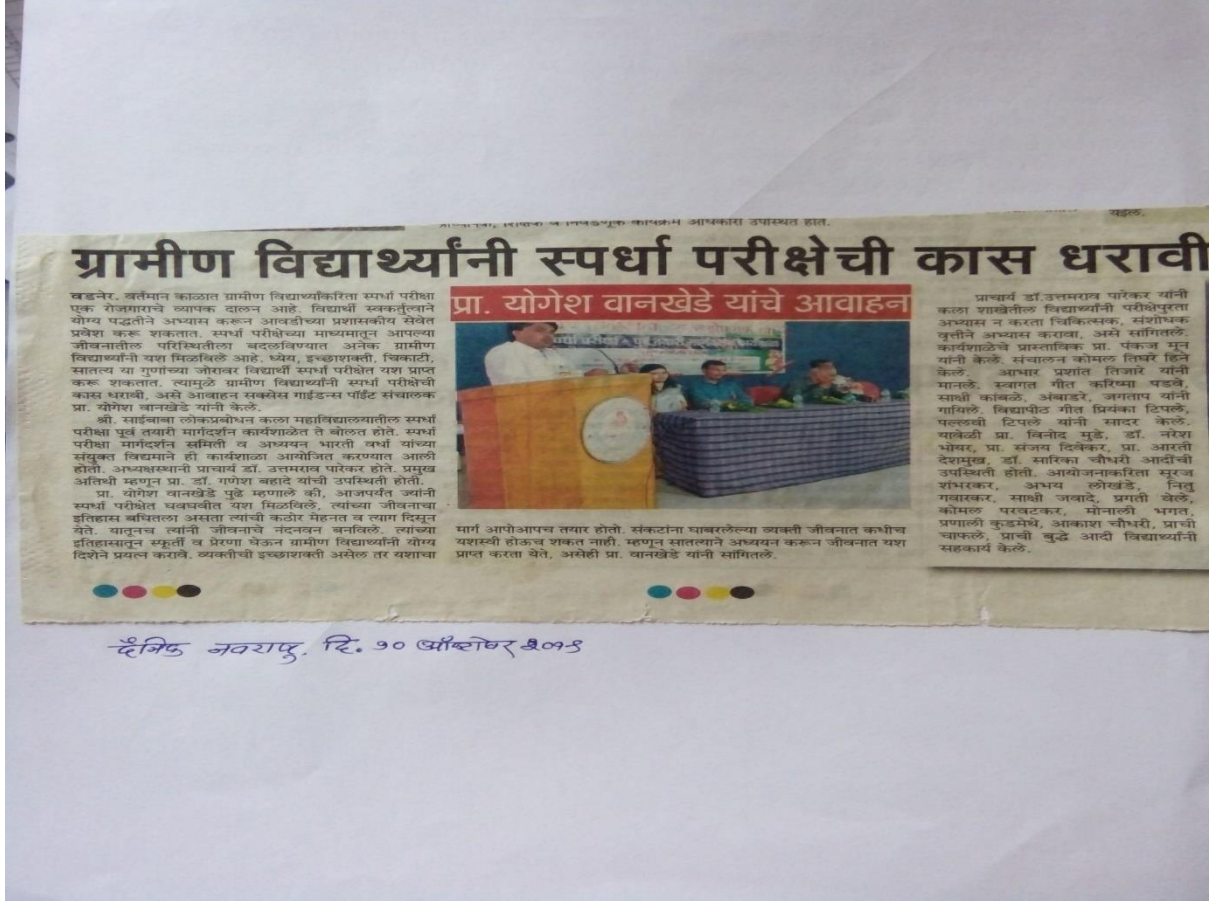 प्राध्यापक, शिक्षक व निवडणूक कार्यक्रम अधिकारी उपस्थित होते.
येईल.
ग्रामीण विद्यार्थ्यांनी स्पर्धा परीक्षेची कास धरावी
वडनेर. वर्तमान काळात ग्रामीण विद्यार्थ्यांकरिता स्पर्धा परीक्षा
एक रोजगाराचे व्यापक दालन आहे. विद्यार्थी स्वकर्तृत्वाने
योग्य पद्धतीने अभ्यास करून आवडीच्या प्रशासकीय सेवेत
प्रवेश करू शकतात. स्पर्धा परीक्षेच्या माध्यमातून आपल्या
जीवनातील परिस्थितीला बदलविण्यात अनेक ग्रामीण
विद्यार्थ्यांनी यश मिळविले आहे. ध्येय, इच्छाशक्ती, चिकाटी,
सातत्य या गुणांच्या जोरावर विद्यार्थी स्पर्धा परीक्षेत यश प्राप्त
करू शकतात. त्यामुळे ग्रामीण विद्यार्थ्यांनी स्पर्धा परीक्षेची
कास धरावी, असे आवाहन सक्सेस गाईडन्स पॉईंट संचालक
प्रा. योगेश वानखेडे यांनी केले.
श्री. साईबाबा लोकप्रबोधन कला महाविद्यालयातील स्पर्धा
परीक्षा पूर्व तयारी मार्गदर्शन कार्यशाळेत ते बोलत होते. स्पर्धा
परीक्षा मार्गदर्शन समिती व अध्ययन भारती वर्धा यांच्या
संयुक्त विद्यमाने ही कार्यशाळा आयोजित करण्यात आली
होती. अध्यक्षस्थानी प्राचार्य डॉ. उत्तमराव पारेकर होते. प्रमुख
अतिथी म्हणून प्रा. डॉ. गणेश बहादे यांची उपस्थिती होती.
प्रा. योगेश वानखेडे पुढे म्हणाले की, आजपर्यंत ज्यांनी
स्पर्धा परीक्षेत घवघवीत यश मिळविले, त्यांच्या जीवनाचा
इतिहास बघितला असता त्यांची कठोर मेहनत व त्याग दिसून
येते. यातूनच त्यांनी जीवनाचे नंदनवन बनविले. त्यांच्या
इतिहासातून स्फूर्ती व प्रेरणा घेऊन ग्रामीण विद्यार्थ्यांनी योग्य
दिशेने प्रयत्न करावे. व्यक्तीची इच्छाशक्ती असेल तर यशाचा
प्रा. योगेश वानखेडे यांचे आवाहन
मार्ग आपोआपच तयार होतो. संकटांना घाबरलेल्या व्यक्ती जीवनात कधीच
यशस्वी होऊच शकत नाही. म्हणून सातत्याने अध्ययन करून जीवनात यश
प्राप्त करता येते, असेही प्रा. वानखेडे यांनी सांगितले.
प्राचार्य डॉ.उत्तमराव पारेकर यांनी
कला शाखेतील विद्यार्थ्यांनी परीक्षेपुरता
अभ्यास न करता चिकित्सक, संशोधक
वृत्तीने अभ्यास करावा, असे सांगितले.
कार्यशाळेचे प्रास्ताविक प्रा. पंकज मून
यांनी केले. संचालन कोमल तिघरे हिने
केले. आभार प्रशांत तिजारे यांनी
मानले. स्वागत गीत करिष्मा पडवे,
साक्षी कांबळे, अंबाडरे, जगताप यांनी
गायिले. विद्यापीठ गीत प्रियंका टिपले,
पल्लवी टिपले यांनी सादर केले.
यावेळी प्रा. विनोद मुडे, डॉ. नरेश
भोयर, प्रा. संजय दिवेकर, प्रा. आरती
देशमुख, डॉ. सारिका चौधरी आदींची
उपस्थिती होती. आयोजनाकरिता सूरज
शंभरकर, अभय लोखंडे, नितु
गवारकर, साक्षी जवादे, प्रगती येले,
कोमल परवटकर, मोनाली भगत,
प्रणाली कुडमेथे, आकाश चौधरी, प्राची
चाफले, प्राची बुद्धे आदी विद्यार्थ्यांनी
सहकार्य केले.
दैनिक नवराष्ट्र, दि. १० ऑक्टोबर २०१९